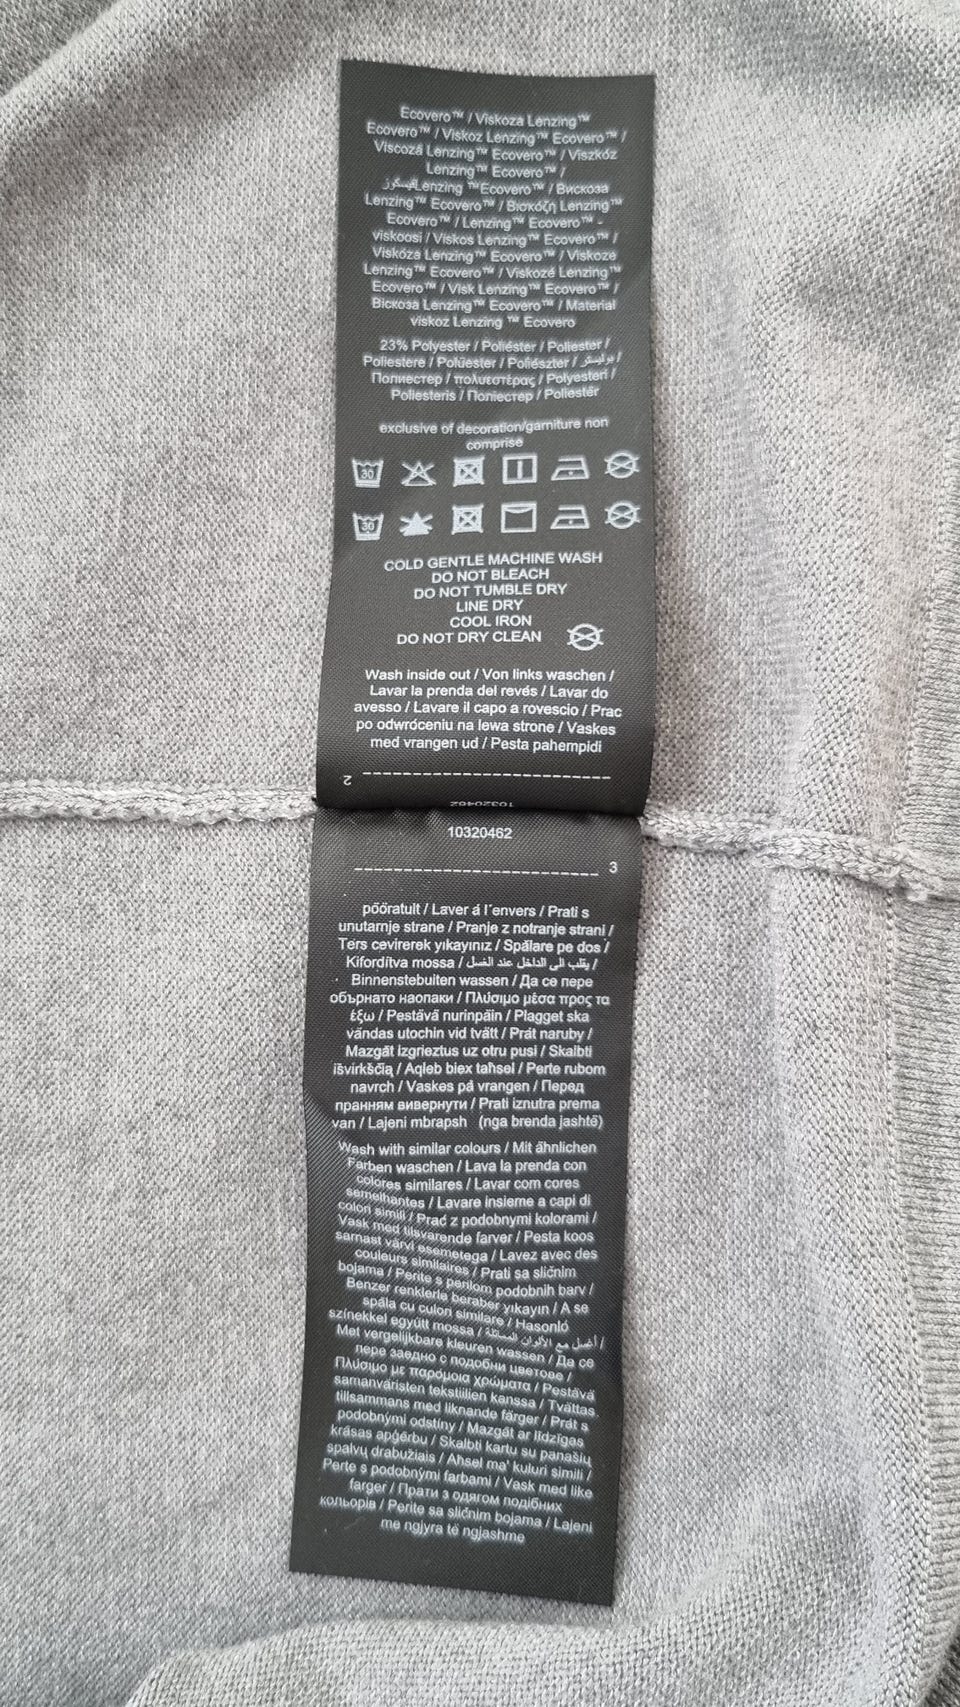 Ecovero™ / Viskoza Lenzing™
Ecovero™ / Viskoz Lenzing™ Ecovero™ /
Viscoză Lenzing™ Ecovero™ / Viszkóz
Lenzing™ Ecovero™ /
Lenzing ™Ecovero™ / Вискоза
Lenzing™ Ecovero™ / Βισκόζη Lenzing™
Ecovero™ / Lenzing™ Ecovero™ -
viskoosi / Viskos Lenzing™ Ecovero™ /
Viskóza Lenzing™ Ecovero™ / Viskoze
Lenzing™ Ecovero™ / Viskozė Lenzing™
Ecovero™ / Visk Lenzing™ Ecovero™ /
Віскоза Lenzing™ Ecovero™ / Material
viskoz Lenzing ™ Ecovero
23% Polyester / Poliéster / Poliester /
Poliestere / Polüester / Poliészter / بوليستر /
Полиестер / πολυεστέρας / Polyesteri /
Poliesteris / Поліестер / Poliestër
exclusive of decoration/garniture non
comprise
30
30
COLD GENTLE MACHINE WASH
DO NOT BLEACH
DO NOT TUMBLE DRY
LINE DRY
COOL IRON
DO NOT DRY CLEAN
Wash inside out / Von links waschen /
Lavar la prenda del revés / Lavar do
avesso / Lavare il capo a rovescio / Prac
po odwróceniu na lewa strone / Vaskes
med vrangen ud / Pesta pahempidi
2
10320462
10320462
3
pööratult / Laver á l´envers / Prati s
unutarnje strane / Pranje z notranje strani /
Ters cevirerek yıkayınız / Spălare pe dos /
Kifordítva mossa / يقلب الى الداخل عند الغسل /
Binnenstebuiten wassen / Да се пере
обърнато наопаки / Πλύσιμο μέσα προς τα
έξω / Pestävä nurinpäin / Plagget ska
vändas utochin vid tvätt / Prát naruby /
Mazgāt izgrieztus uz otru pusi / Skalbti
išvirkščią / Aqleb biex taħsel / Perte rubom
navrch / Vaskes på vrangen / Перед
пранням вивернути / Prati iznutra prema
van / Lajeni mbrapsh (nga brenda jashtë)
Wash with similar colours / Mit ähnlichen
Farben waschen / Lava la prenda con
colores similares / Lavar com cores
semelhantes / Lavare insieme a capi di
colori simili / Prać z podobnymi kolorami /
Vask med tilsvarende farver / Pesta koos
sarnast värvi esemetega / Lavez avec des
couleurs similaires / Prati sa sličnim
bojama / Perite s perilom podobnih barv /
Benzer renklerle beraber yıkayın / A se
spăla cu culori similare / Hasonló
színekkel együtt mossa / أغسل مع الألوان /
Met vergelijkbare kleuren wassen / Да се
пере заедно с подобни цветове /
Πλύσιμο με παρόμοια χρώματα / Pestävä
samanväristen tekstiilien kanssa / Tvättas
tillsammans med liknande färger / Prát s
podobnými odstíny / Mazgāt ar līdzīgas
krāsas apģērbu / Skalbti kartu su panašių
spalvų drabužiais / Ahsel ma' kuluri simili /
Perte s podobnými farbami / Vask med like
farger / Прати з одягом подібних
кольорів / Perite sa sličnim bojama / Lajeni
me ngjyra të ngjashme